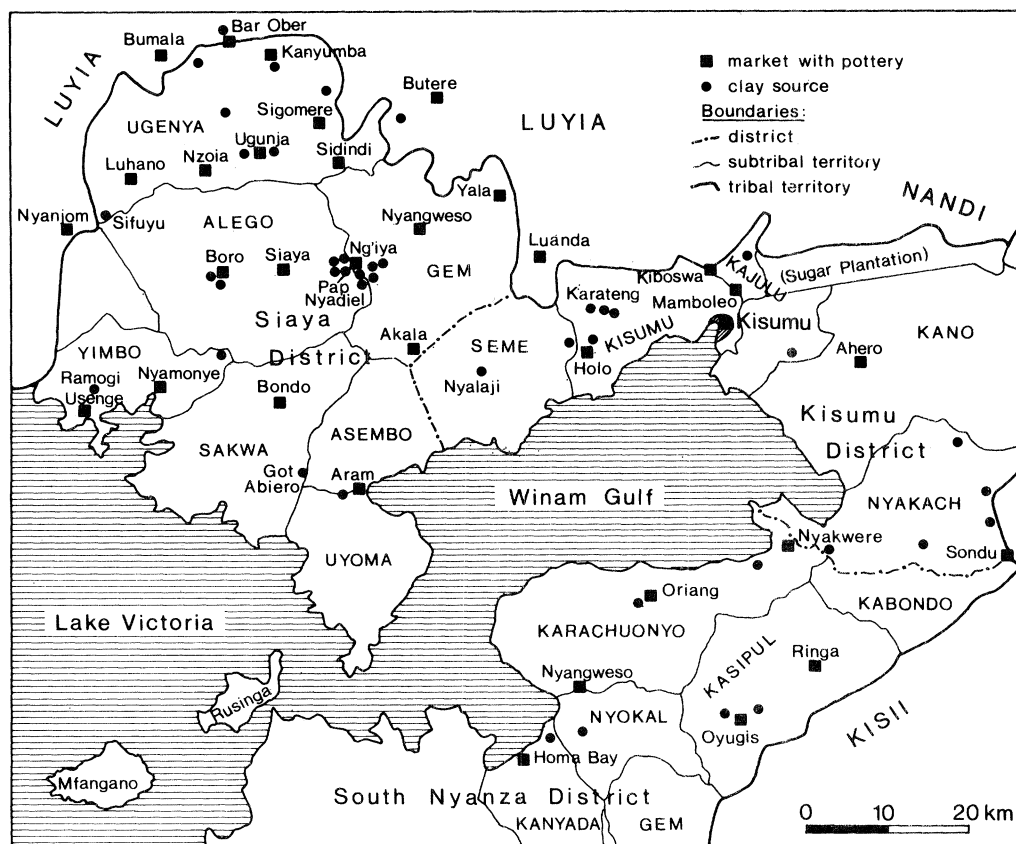 Bar Ober
Bumala
Kanyumba
LUYIA
Butere
market with pottery
clay source
Boundaries:
district
subtribal territory
tribal territory
LUYIA
Sigomere
UGENYA
Ugunja
Sidindi
Nzoia
Luhano
Yala
NANDI
Nyanjom
Sifuyu
ALEGO
Nyangweso
Luanda
Ng'iya
Boro
Siaya
GEM
Pap
Nyadiel
Kiboswa
KAJULU
(Sugar Plantation)
Karateng
Mamboleo
Kisumu
KISUMU
KANO
Siaya
District
Akala
SEME
Holo
Ahero
YIMBO
Ramogi
Usenge
Nyamonye
Bondo
Nyalaji
Kisumu
District
SAKWA
ASEMBO
Got
Abiero
Aram
Winam Gulf
NYAKACH
Nyakwere
Sondu
UYOMA
Oriang
KABONDO
Lake Victoria
KARACHUONYO
Ringa
KASIPUL
Nyangweso
Rusinga
NYOKAL
Oyugis
KISII
Homa Bay
Mfangano
South Nyanza District
KANYADA
GEM
0 10 20 km